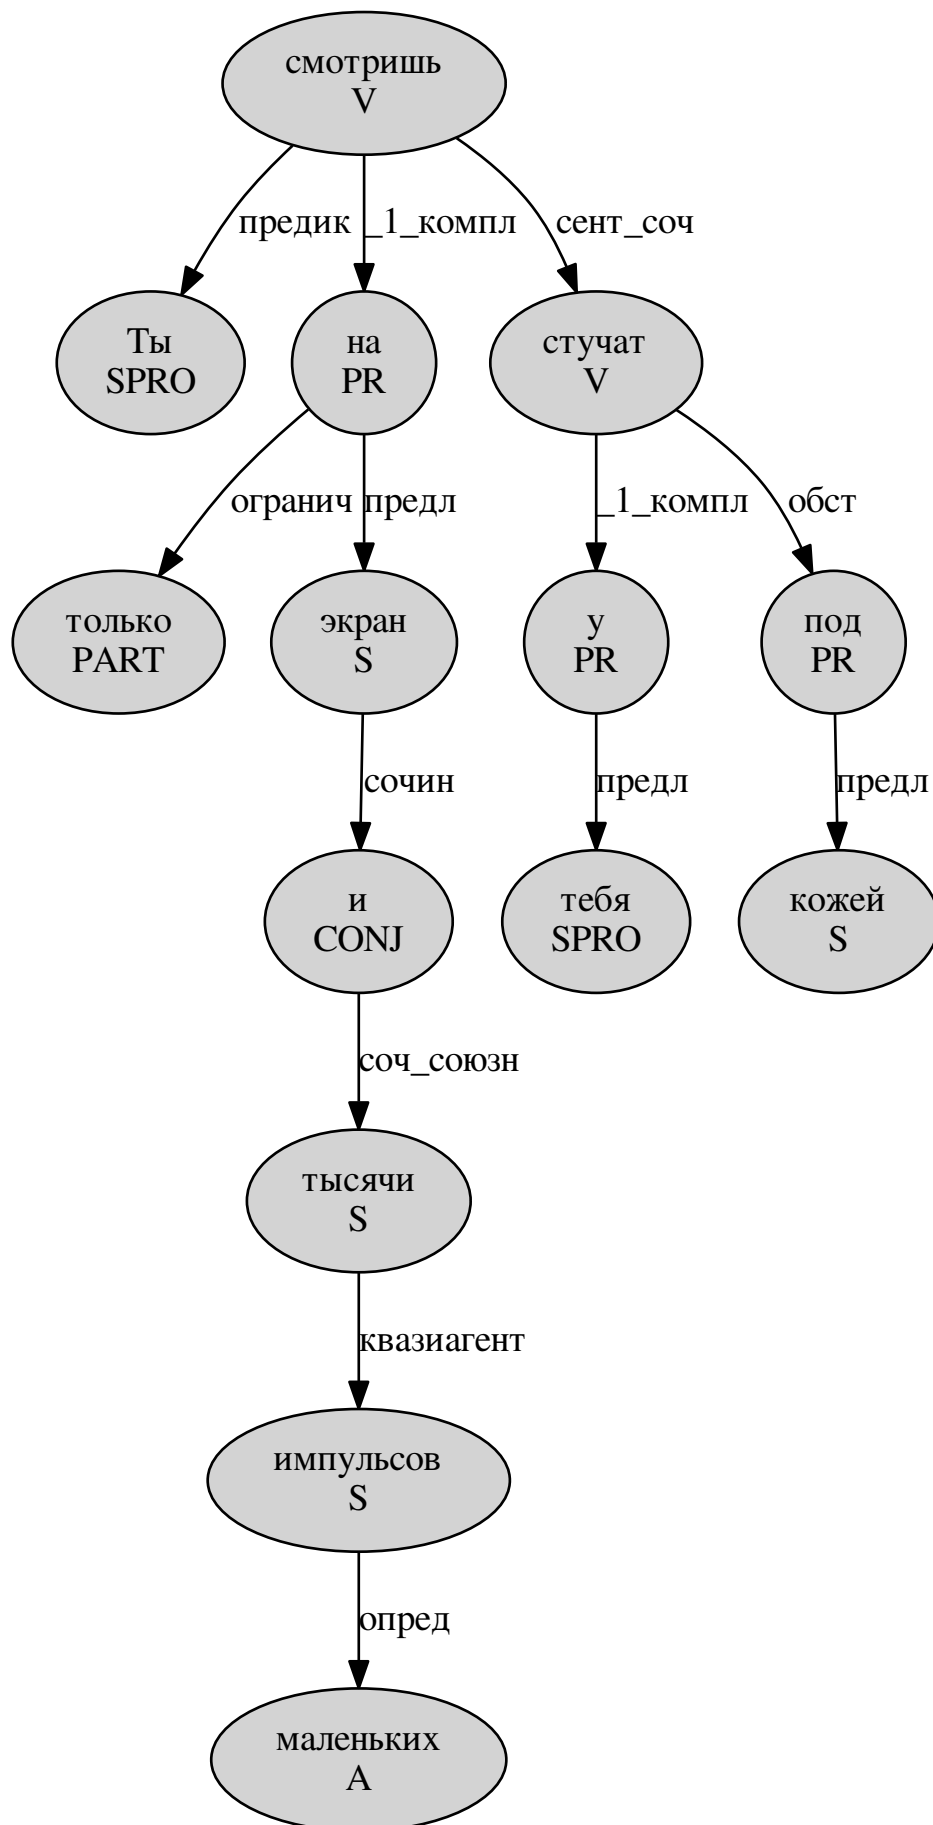 смотришь
V
предик
_1_компл
сент_соч
Ты
SPRO
на
PR
стучат
V
огранич
предл
_1_компл
обст
только
PART
экран
S
у
PR
под
PR
сочин
предл
предл
и
CONJ
тебя
SPRO
кожей
S
соч_союзн
тысячи
S
квазиагент
импульсов
S
опред
маленьких
A